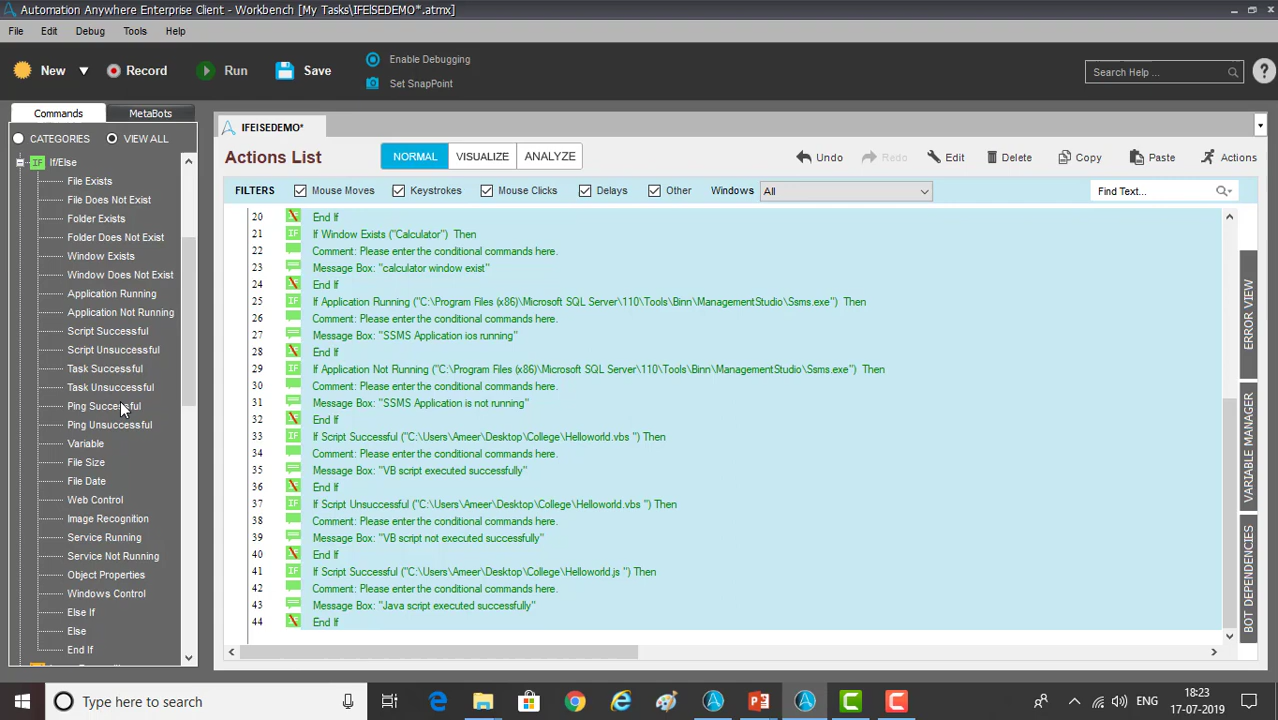 Automation Anywhere Enterprise Client - Workbench [My Tasks\IFElSEDEMO*.atmx]
File Edit Debug Tools Help
New Record Run Save
Enable Debugging
Set SnapPoint
Search Help ...
Commands MetaBots
CATEGORIES VIEW ALL
If/Else
File Exists
File Does Not Exist
Folder Exists
Folder Does Not Exist
Window Exists
Window Does Not Exist
Application Running
Application Not Running
Script Successful
Script Unsuccessful
Task Successful
Task Unsuccessful
Ping Successful
Ping Unsuccessful
Variable
File Size
File Date
Web Control
Image Recognition
Service Running
Service Not Running
Object Properties
Windows Control
Else If
Else
End If
IFElSEDEMO*
Actions List NORMAL VISUALIZE ANALYZE Undo Redo Edit Delete Copy Paste Actions
FILTERS Mouse Moves Keystrokes Mouse Clicks Delays Other Windows All Find Text...
20 End If
21 IF If Window Exists ("Calculator") Then
22 Comment: Please enter the conditional commands here.
23 Message Box: "calculator window exist"
24 End If
25 IF If Application Running ("C:\Program Files (x86)\Microsoft SQL Server\110\Tools\Binn\ManagementStudio\Ssms.exe") Then
26 Comment: Please enter the conditional commands here.
27 Message Box: "SSMS Application ios running"
28 End If
29 IF If Application Not Running ("C:\Program Files (x86)\Microsoft SQL Server\110\Tools\Binn\ManagementStudio\Ssms.exe") Then
30 Comment: Please enter the conditional commands here.
31 Message Box: "SSMS Application is not running"
32 End If
33 IF If Script Successful ("C:\Users\Ameer\Desktop\College\Helloworld.vbs ") Then
34 Comment: Please enter the conditional commands here.
35 Message Box: "VB script executed successfully"
36 End If
37 IF If Script Unsuccessful ("C:\Users\Ameer\Desktop\College\Helloworld.vbs ") Then
38 Comment: Please enter the conditional commands here.
39 Message Box: "VB script not executed successfully"
40 End If
41 IF If Script Successful ("C:\Users\Ameer\Desktop\College\Helloworld.js ") Then
42 Comment: Please enter the conditional commands here.
43 Message Box: "Java script executed successfully"
44 End If
ERROR VIEW
VARIABLE MANAGER
BOT DEPENDENCIES
Type here to search
ENG
18:23
17-07-2019